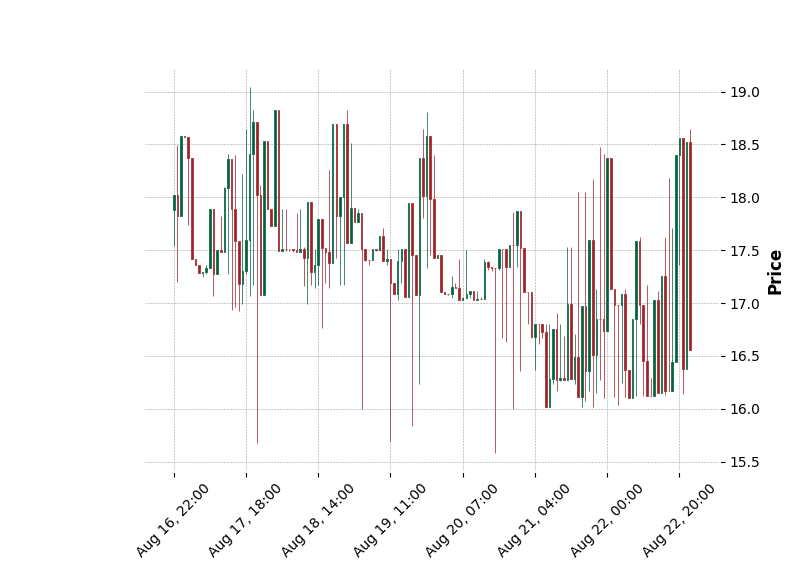 19.0
18.5
18.0
17.5
17.0
16.5
16.0
15.5
Price
Aug 16, 22:00
Aug 17, 18:00
Aug 18, 14:00
Aug 19, 11:00
Aug 20, 07:00
Aug 21, 04:00
Aug 22, 00:00
Aug 22, 20:00